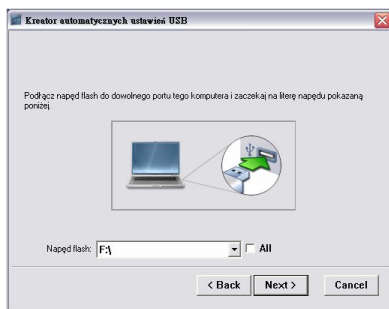 Kreator automatycznych ustawień USB
Podłącz napęd flash do dowolnego portu tego komputera i zaczekaj na literę napędu pokazaną
poniżej.
Napęd flash: F:\ All
< Back Next > Cancel